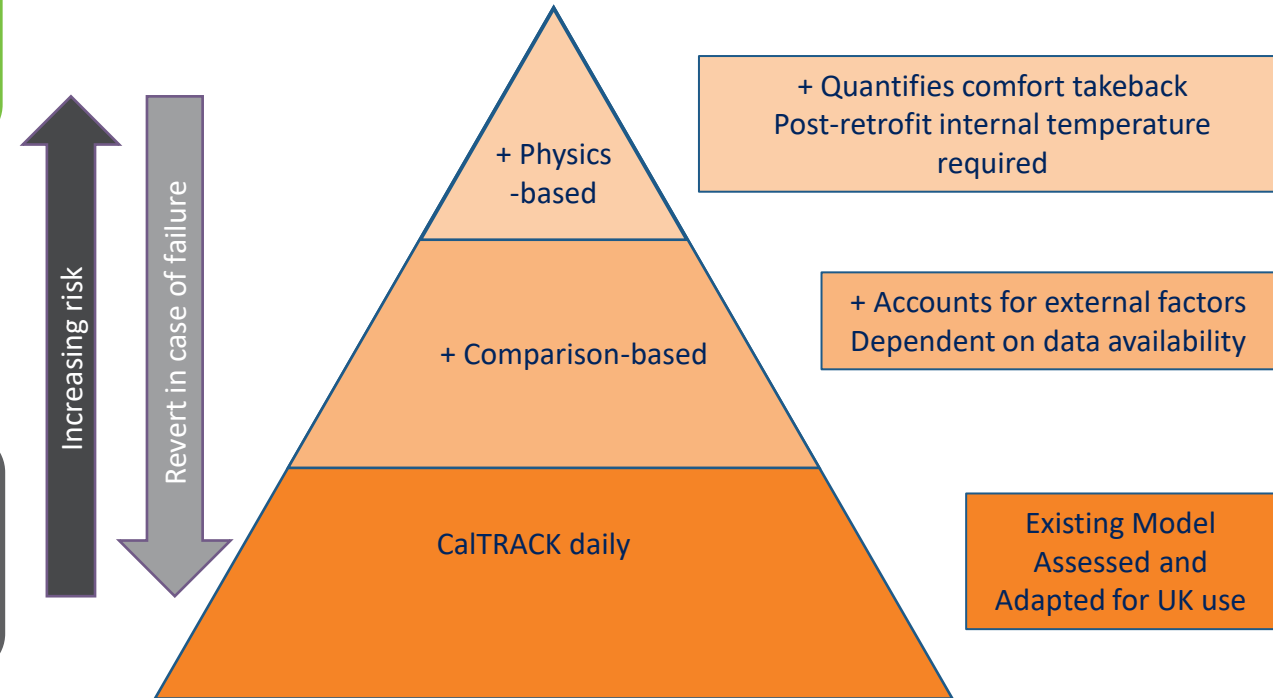 Increasing risk
Revert in case of failure
+ Physics
-based
+ Quantifies comfort takeback
Post-retrofit internal temperature
required
+ Comparison-based
+ Accounts for external factors
Dependent on data availability
CalTRACK daily
Existing Model
Assessed and
Adapted for UK use